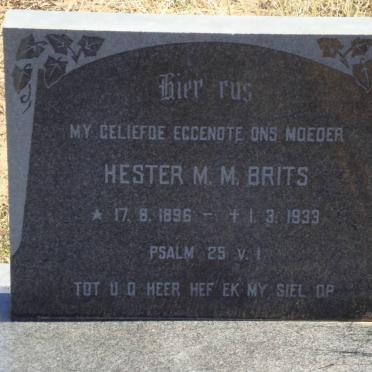 Hier rus
MY GELIEFDE EGGENOTE ONS MOEDER
HESTER M. M. BRITS
* 17. 8. 1896 – † 1. 3. 1933
PSALM 25 V. 1
TOT U O HEER HEF EK MY SIEL OP